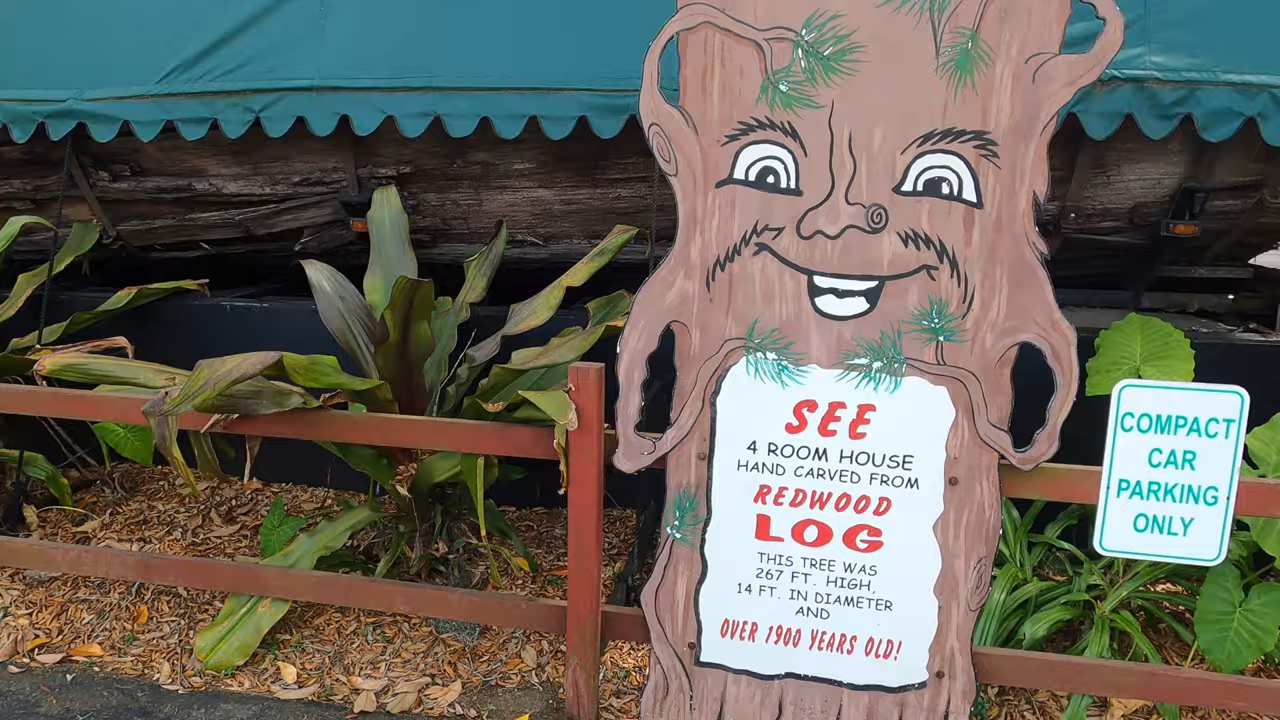 SEE
4 ROOM HOUSE
HAND CARVED FROM
REDWOOD
LOG
THIS TREE WAS
267 FT. HIGH,
14 FT. IN DIAMETER
AND
OVER 1900 YEARS OLD!
COMPACT
CAR
PARKING
ONLY